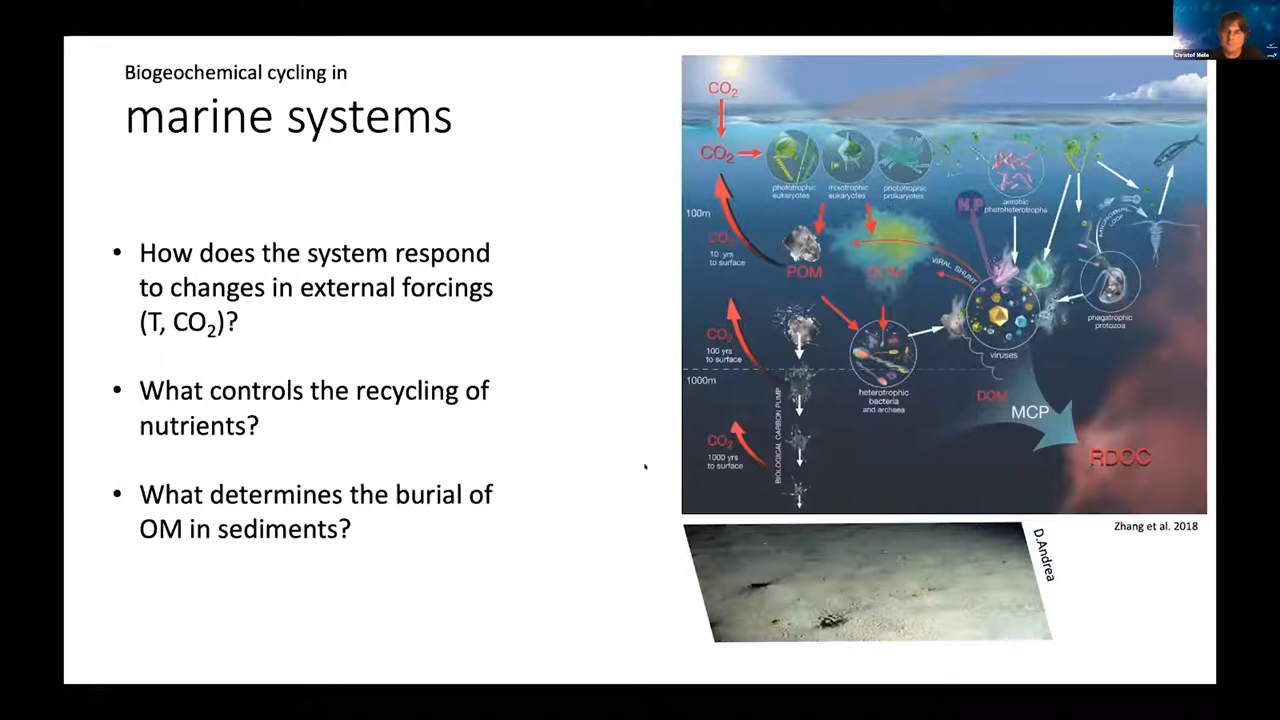 Biogeochemical cycling in
marine systems
• How does the system respond
to changes in external forcings
(T, CO₂)?
• What controls the recycling of
nutrients?
• What determines the burial of
OM in sediments?
CO₂
CO₂
phototrophic
eukaryotes
mixotrophic
eukaryotes
phototrophic
prokaryotes
aerobic
photoheterotrophs
MICROBIAL
LOOP
100m
CO₂
10 yrs
to surface
POM
DOM
VIRAL SHUNT
viruses
phagatrophic
protozoa
CO₂
100 yrs
to surface
1000m
heterotrophic
bacteria
and archaea
DOM
MCP
RDOC
CO₂
1000 yrs
to surface
BIOLOGICAL CARBON PUMP
Zhang et al. 2018
D.Andrea